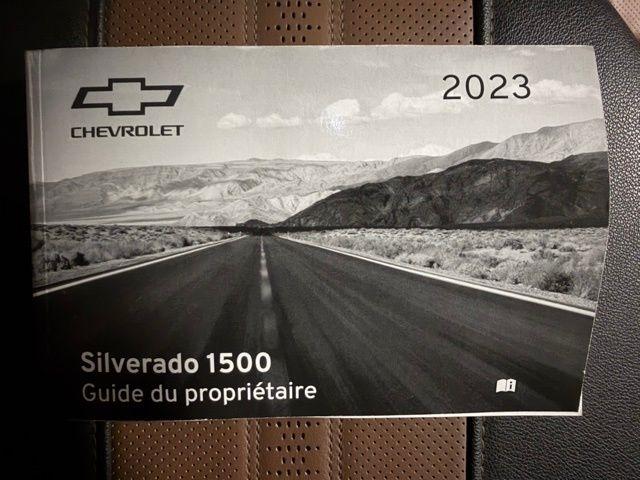 2023
CHEVROLET
Silverado 1500
Guide du propriétaire